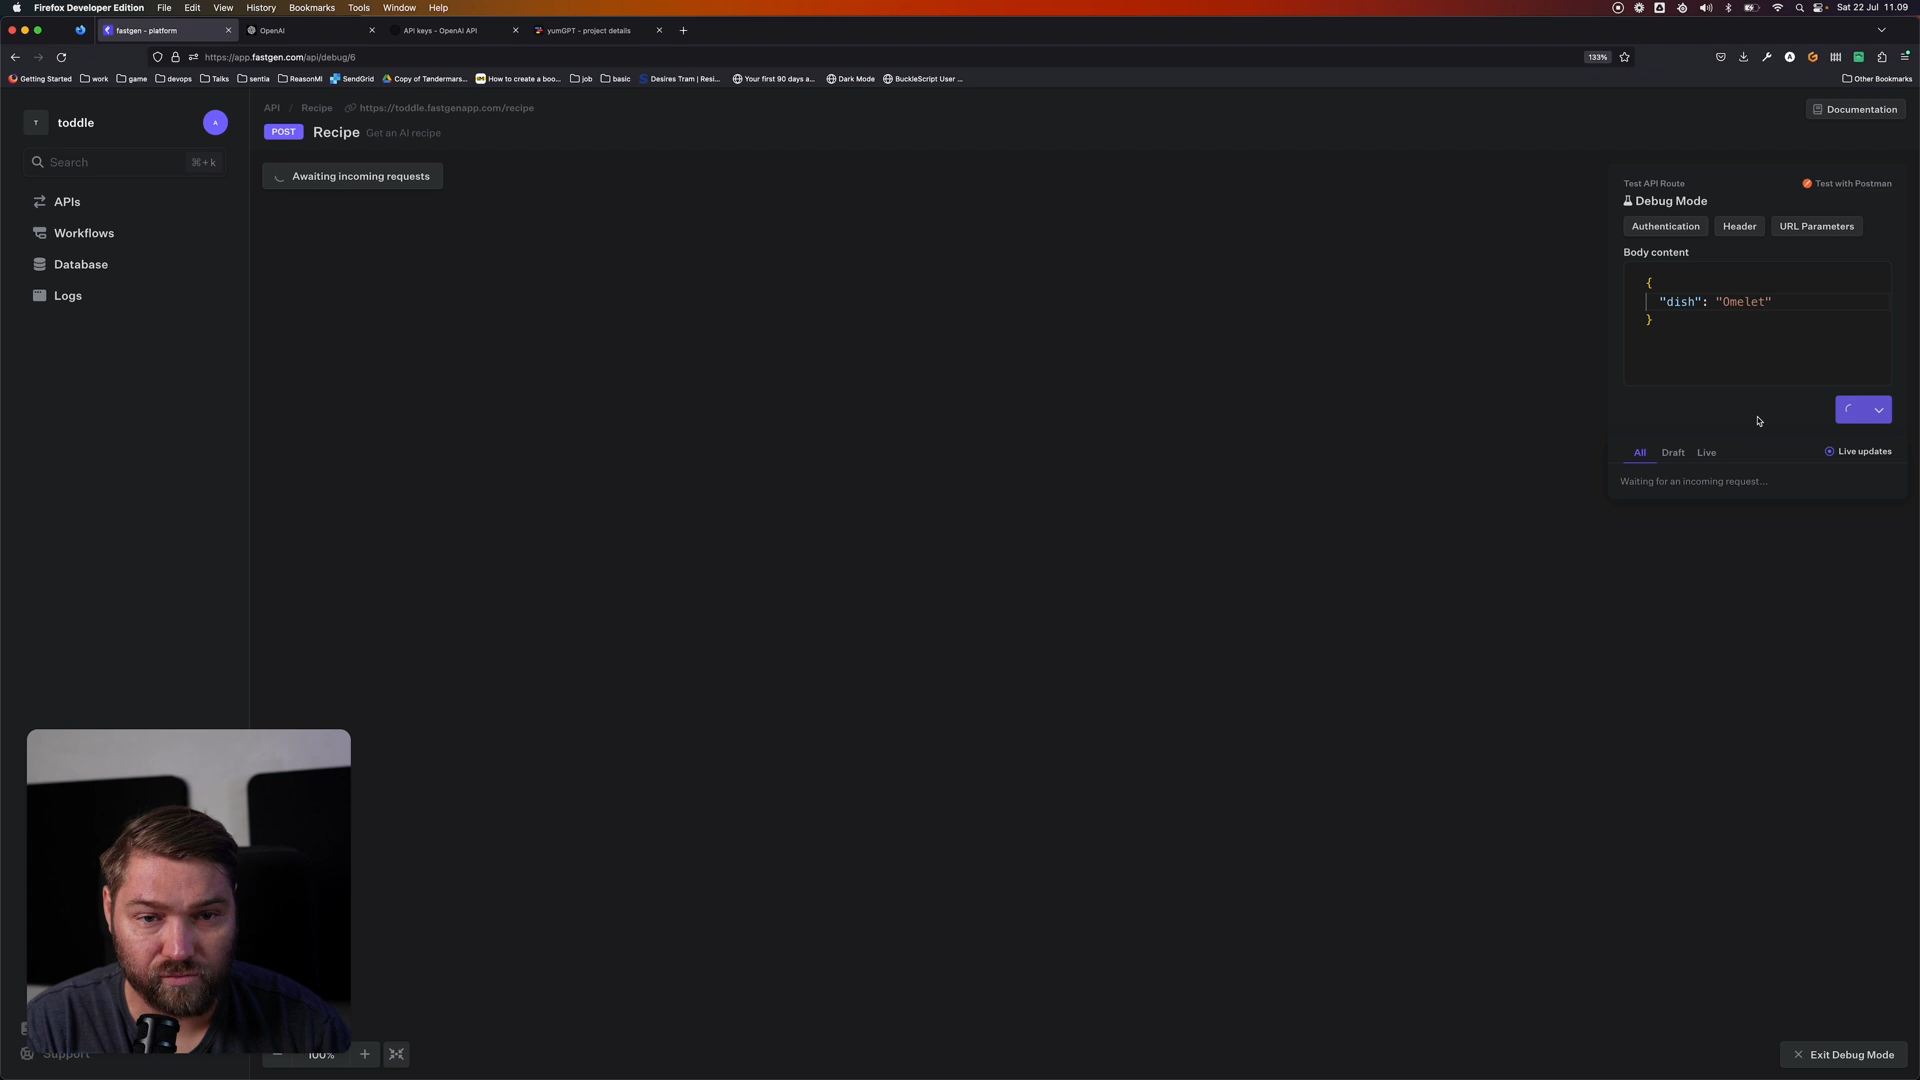 Firefox Developer Edition File Edit View History Bookmarks Tools Window Help
Sat 22 Jul 11.09
fastgen - platform
OpenAI
API keys - OpenAI API
yumGPT - project details
https://app.fastgen.com/api/debug/6
133%
Getting Started
work
game
devops
Talks
sentia
ReasonMl
SendGrid
Copy of Tøndermars...
How to create a boo...
job
basic
Desires Tram | Resi...
Your first 90 days a...
Dark Mode
BuckleScript User ...
Other Bookmarks
T
toddle
A
Search
⌘+k
APIs
Workflows
Database
Logs
Support
API / Recipe https://toddle.fastgenapp.com/recipe
POST Recipe Get an AI recipe
Documentation
Awaiting incoming requests
Test API Route
Test with Postman
Debug Mode
Authentication
Header
URL Parameters
Body content
{
"dish": "Omelet"
}
All
Draft
Live
Live updates
Waiting for an incoming request...
100%
Exit Debug Mode